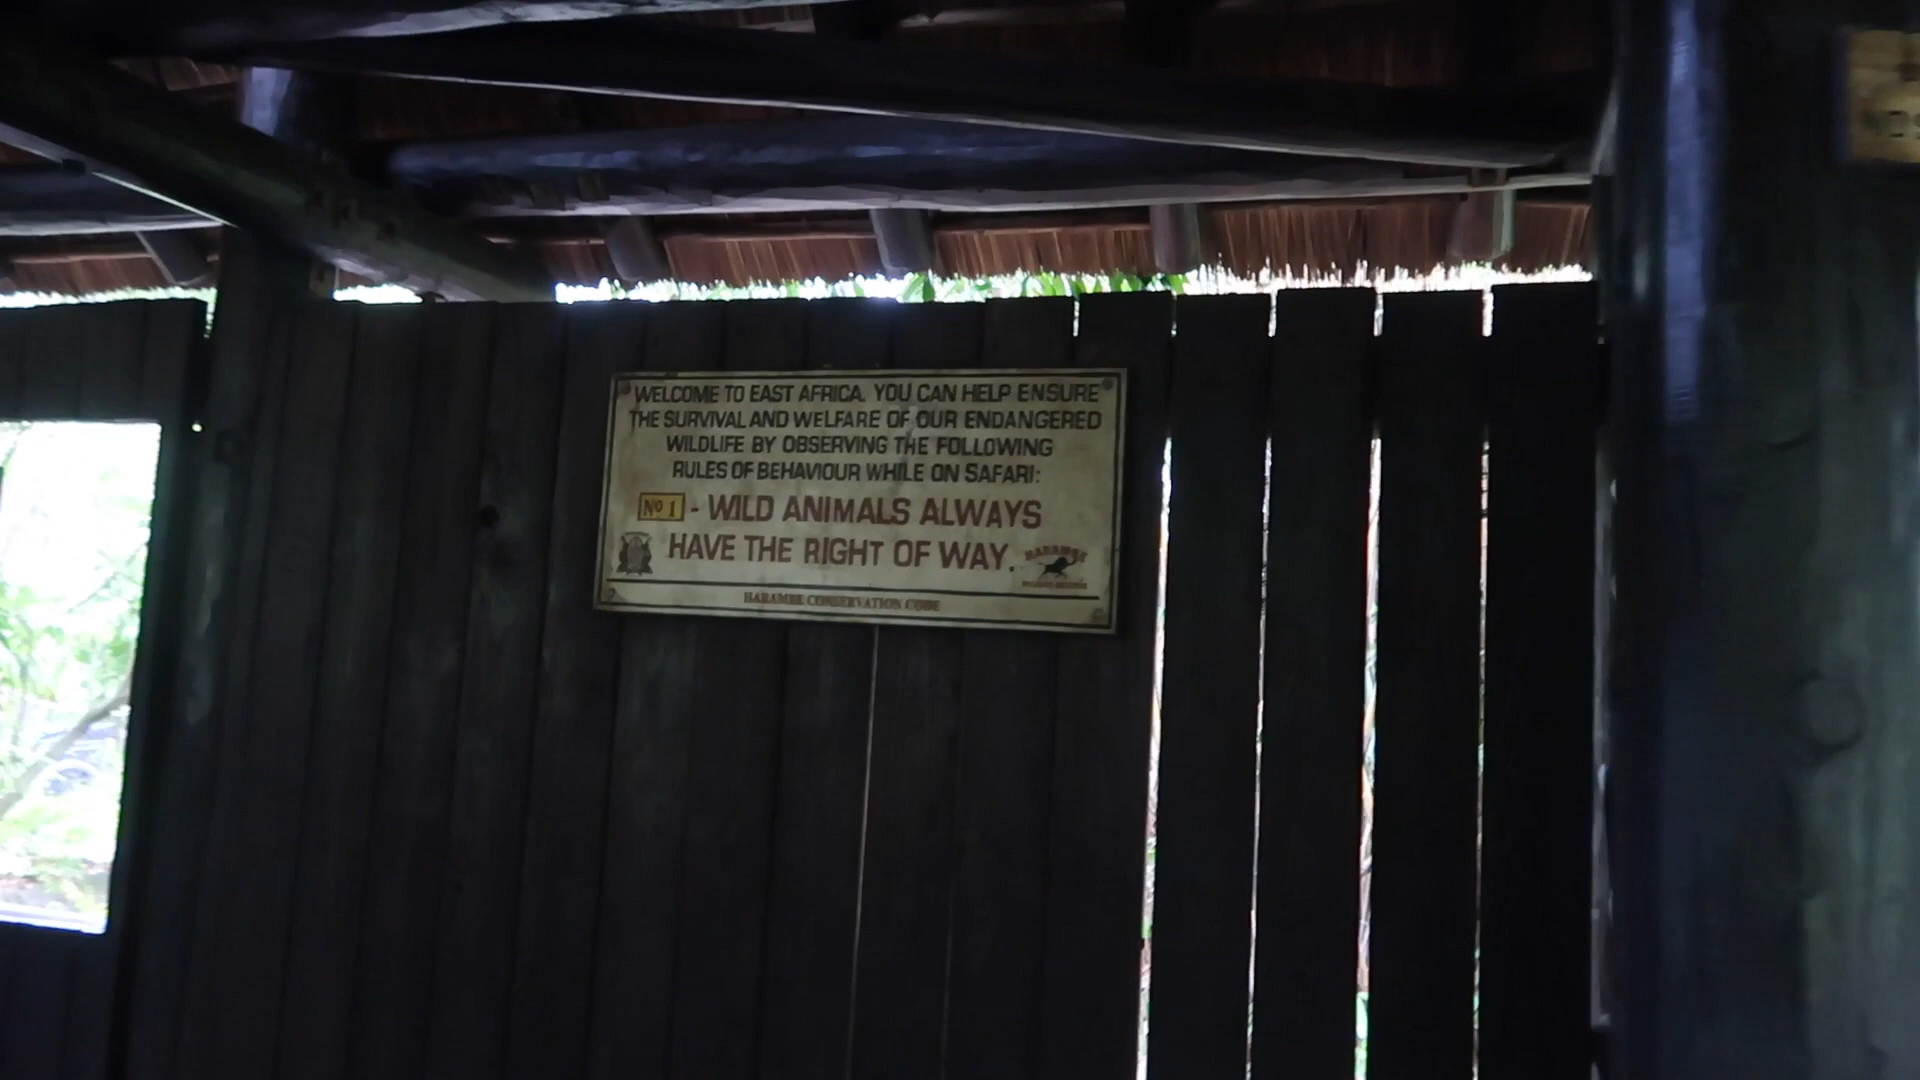 WELCOME TO EAST AFRICA. YOU CAN HELP ENSURE
THE SURVIVAL AND WELFARE OF OUR ENDANGERED
WILDLIFE BY OBSERVING THE FOLLOWING
RULES OF BEHAVIOUR WHILE ON SAFARI:
No 1 - WILD ANIMALS ALWAYS
HAVE THE RIGHT OF WAY.
HARAMBE
HARAMBE CONSERVATION CODE